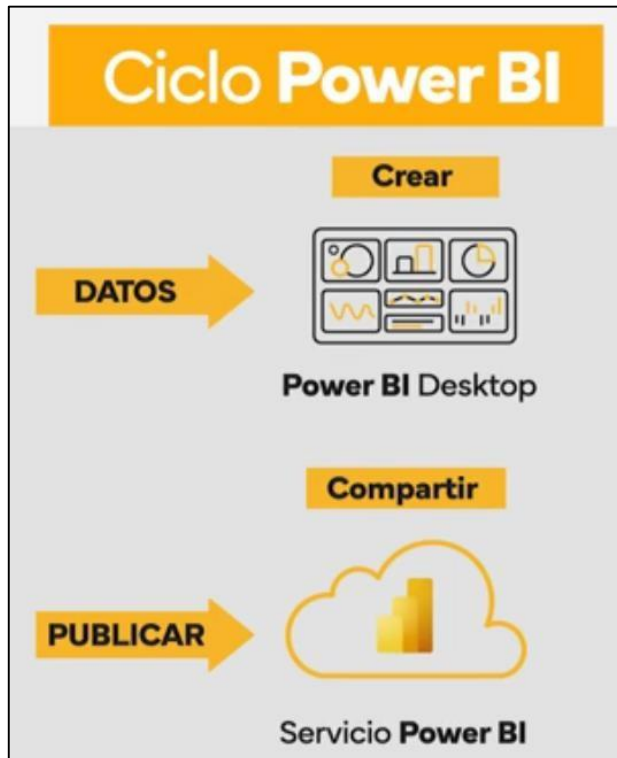 Ciclo Power BI
Crear
DATOS
Power BI Desktop
Compartir
PUBLICAR
Servicio Power BI